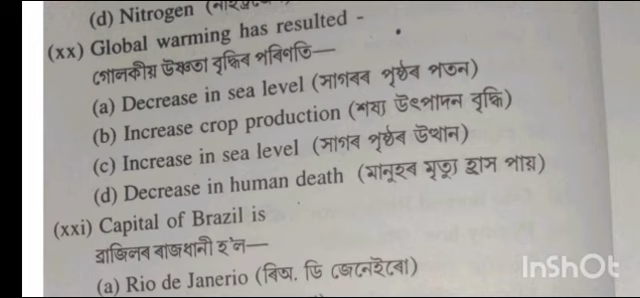 (d) Nitrogen
(xx) Global warming has resulted -
গোলকীয় উষ্ণতা বৃদ্ধিৰ পৰিণতি—
(a) Decrease in sea level (সাগৰৰ পৃষ্ঠৰ পতন)
(b) Increase crop production (শস্য উৎপাদন বৃদ্ধি)
(c) Increase in sea level (সাগৰ পৃষ্ঠৰ উত্থান)
(d) Decrease in human death (মানুহৰ মৃত্যু হ্ৰাস পায়)
(xxi) Capital of Brazil is
ব্ৰাজিলৰ ৰাজধানী হ'ল—
(a) Rio de Janerio (ৰিঅ. ডি জেনেইৰো)
InShOt